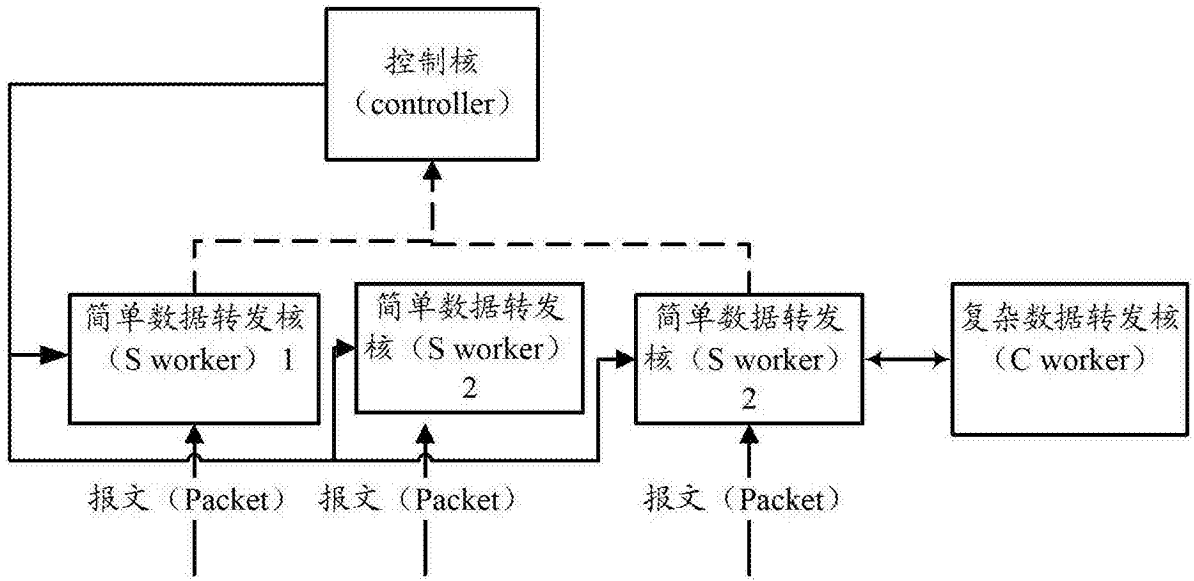 控制核
（controller）
简单数据转发核
（S worker）1
简单数据转发
核（S worker）
2
简单数据转发
核（S worker）
2
复杂数据转发核
（C worker）
报文（Packet）
报文（Packet）
报文（Packet）